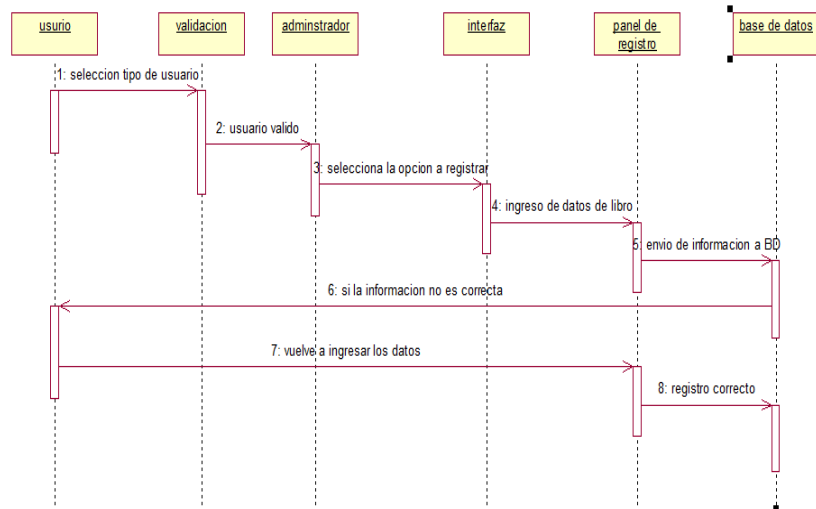 usurio
validacion
adminstrador
interfaz
panel de
registro
base de datos
1: seleccion tipo de usuario
2: usuario valido
3: selecciona la opcion a registrar
4: ingreso de datos de libro
5: envio de informacion a BD
6: si la informacion no es correcta
7: vuelve a ingresar los datos
8: registro correcto